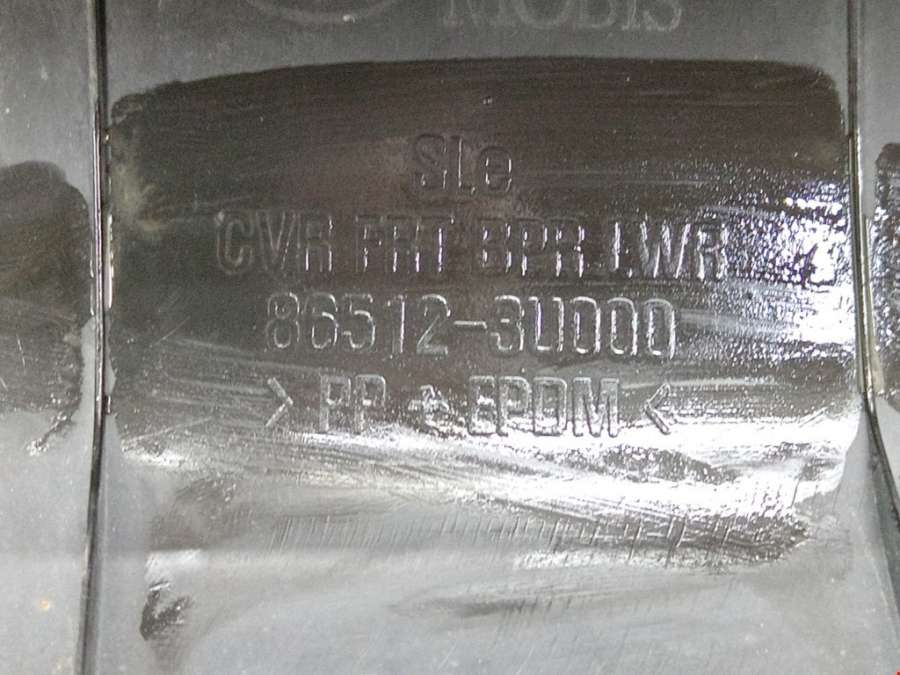 MOBIS
SLe
CVR FRT BPR LWR
86512-3U000
> PP + EPDM <